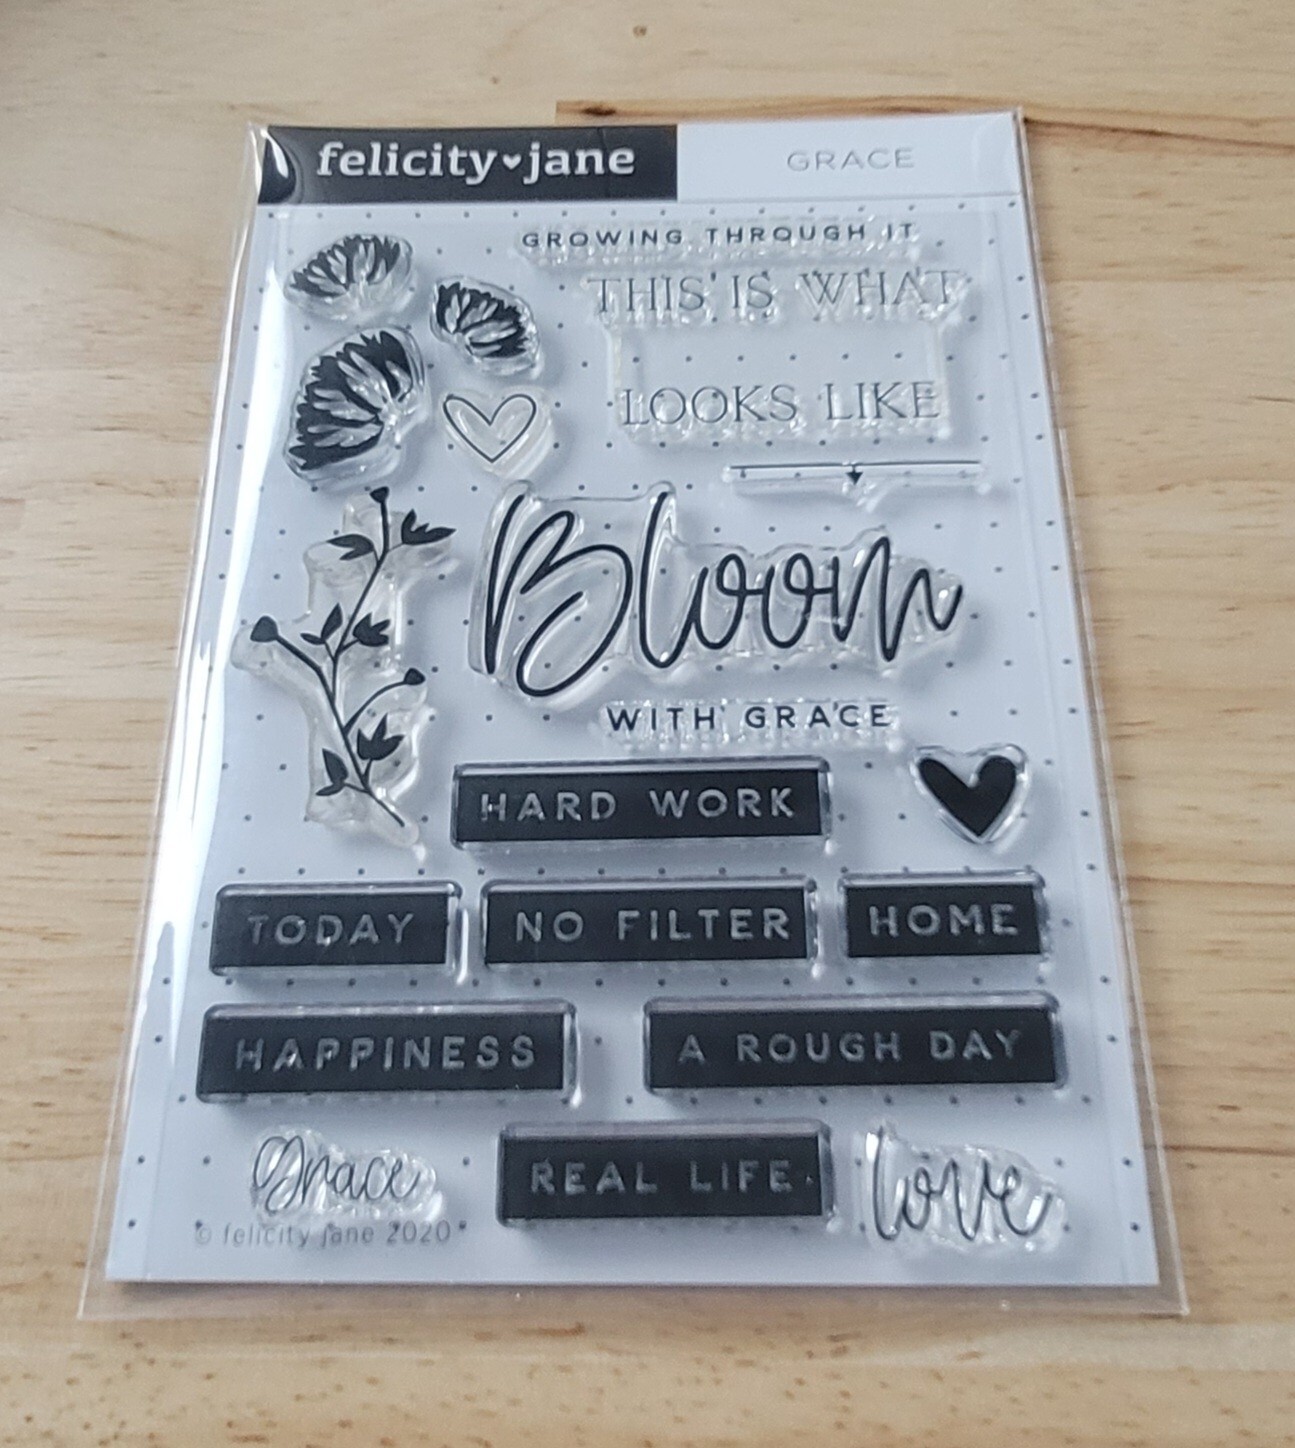 felicity♥jane
GRACE
GROWING THROUGH IT
THIS IS WHAT
LOOKS LIKE
Bloom
WITH GRACE
HARD WORK
TODAY
NO FILTER
HOME
HAPPINESS
A ROUGH DAY
Grace
REAL LIFE
love
© felicity jane 2020